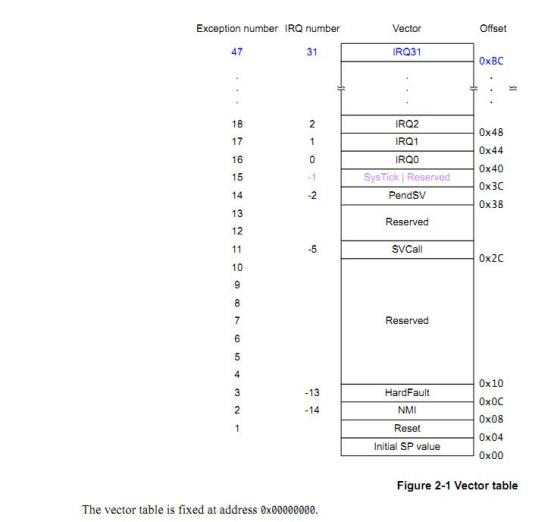 Exception number IRQ number Vector Offset
47 31 IRQ31
0xBC
. . .
. . .
. . .
18 2 IRQ2
0x48
17 1 IRQ1
0x44
16 0 IRQ0
0x40
15 -1 SysTick | Reserved
0x3C
14 -2 PendSV
0x38
13
Reserved
12
11 -5 SVCall
0x2C
10
9
8
7 Reserved
6
5
4
0x10
3 -13 HardFault
0x0C
2 -14 NMI
0x08
1 Reset
0x04
Initial SP value
0x00
Figure 2-1 Vector table
The vector table is fixed at address 0x00000000.